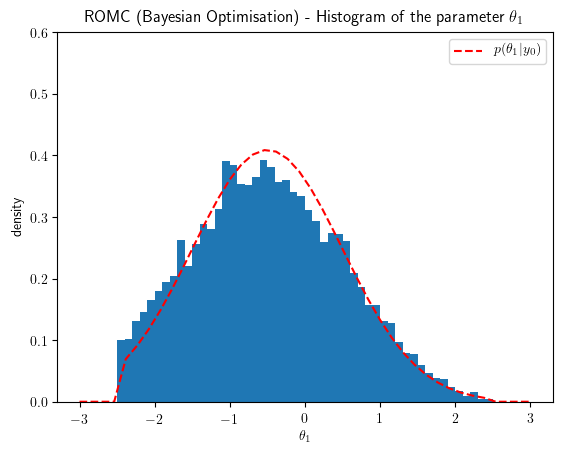 ROMC (Bayesian Optimisation) - Histogram of the parameter θ₁
p(θ₁|y₀)
density
0.6
0.5
0.4
0.3
0.2
0.1
0.0
−3 −2 −1 0 1 2 3
θ₁